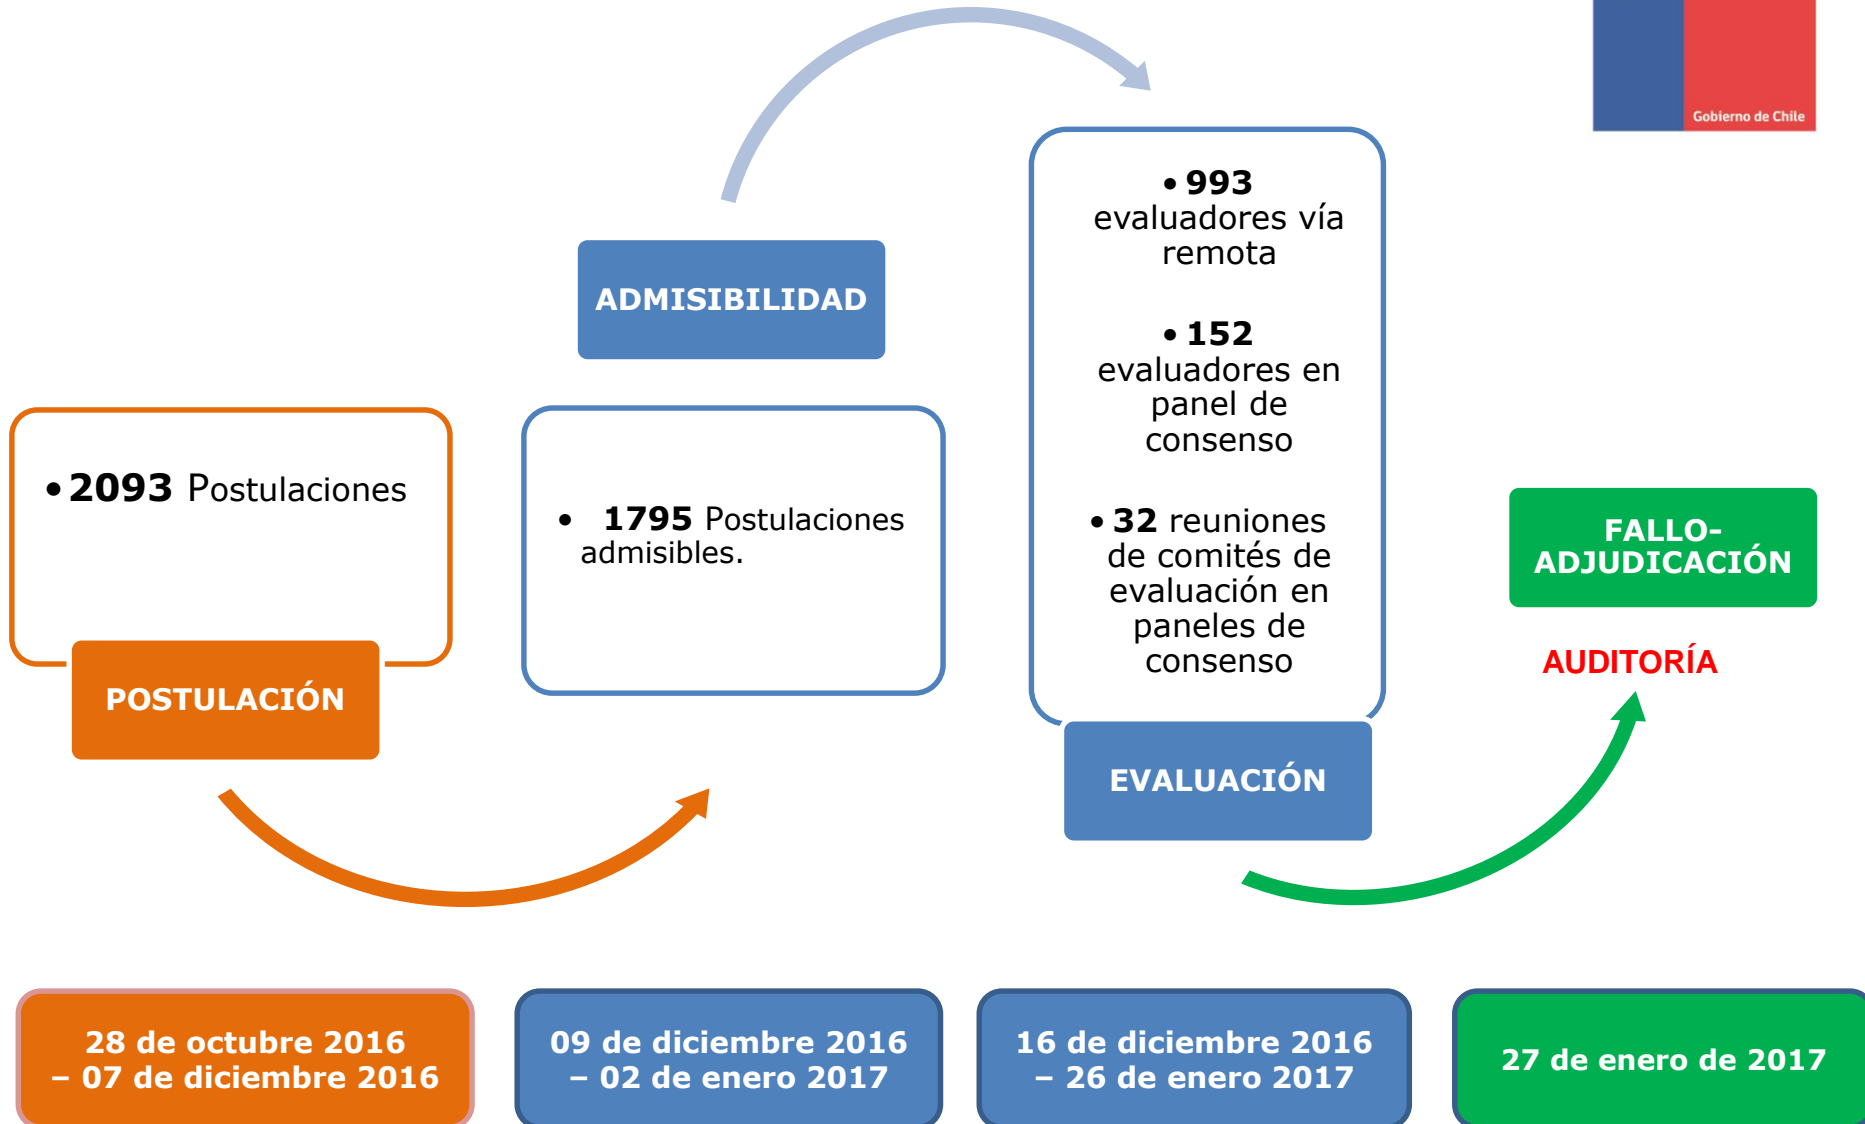 Gobierno de Chile
• 2093 Postulaciones
POSTULACIÓN
ADMISIBILIDAD
• 1795 Postulaciones
admisibles.
• 993
evaluadores vía
remota
• 152
evaluadores en
panel de
consenso
• 32 reuniones
de comités de
evaluación en
paneles de
consenso
EVALUACIÓN
FALLO-
ADJUDICACIÓN
AUDITORÍA
28 de octubre 2016
– 07 de diciembre 2016
09 de diciembre 2016
– 02 de enero 2017
16 de diciembre 2016
– 26 de enero 2017
27 de enero de 2017